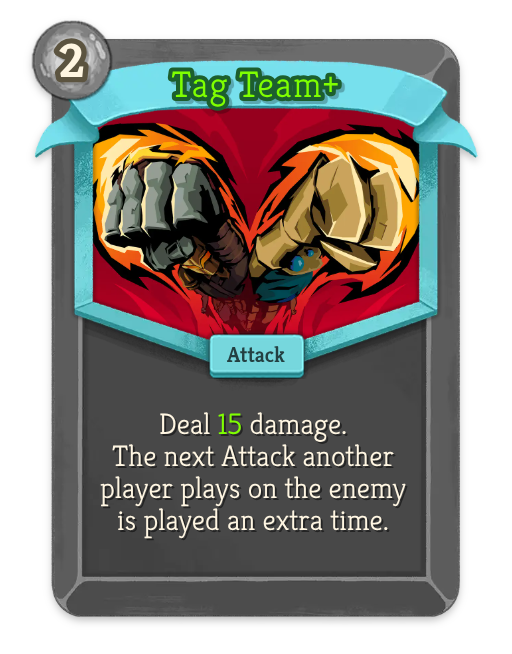 2
Tag Team+
Attack
Deal 15 damage.
The next Attack another
player plays on the enemy
is played an extra time.